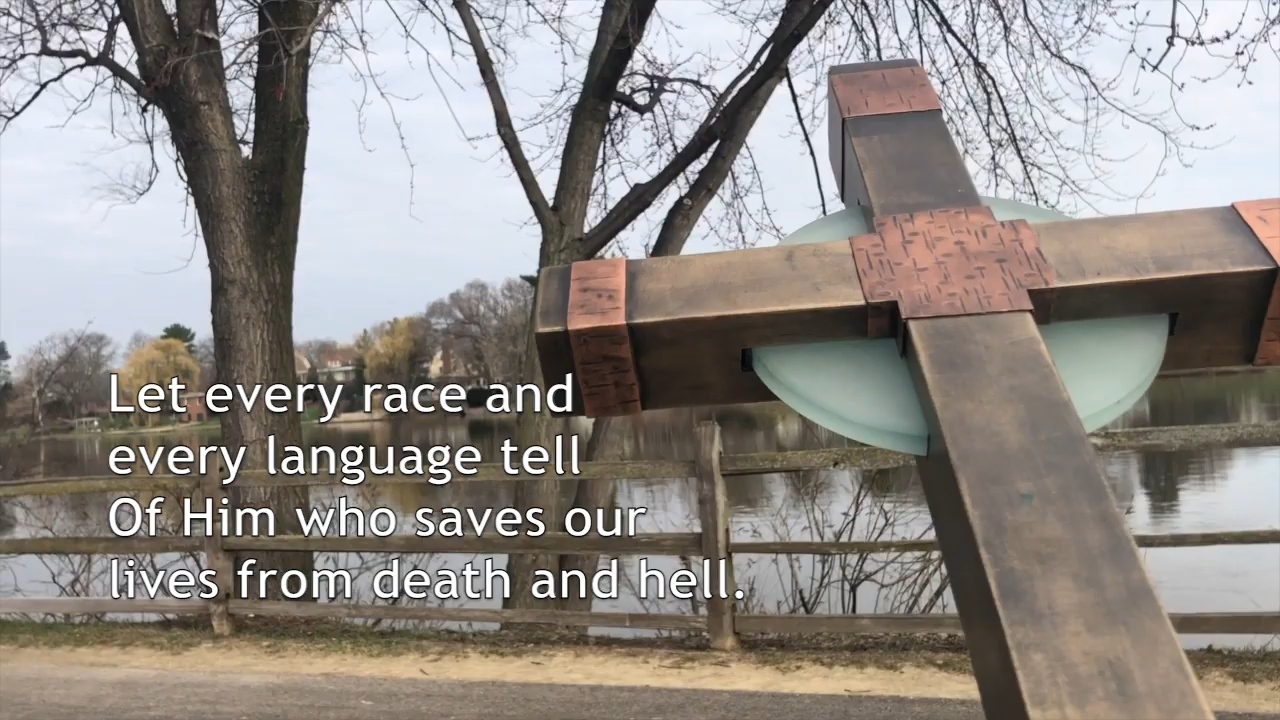 Let every race and
every language tell
Of Him who saves our
lives from death and hell.